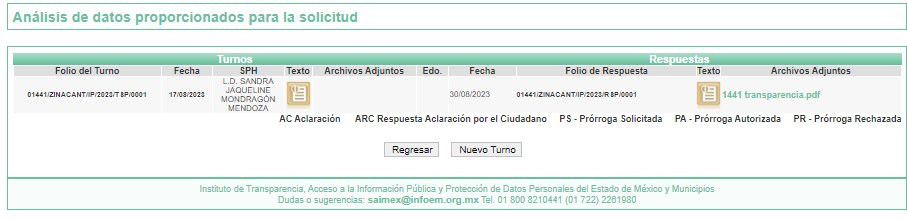 Análisis de datos proporcionados para la solicitud
Turnos Respuestas
Folio del Turno Fecha SPH Texto Archivos Adjuntos Edo. Fecha Folio de Respuesta Texto Archivos Adjuntos
01441/ZINACANT/IP/2023/TSP/0001 17/08/2023 L.D. SANDRA JAQUELINE MONDRAGÓN MENDOZA 30/08/2023 01441/ZINACANT/IP/2023/RSP/0001 1441 transparencia.pdf
AC Aclaración ARC Respuesta Aclaración por el Ciudadano PS - Prórroga Solicitada PA - Prórroga Autorizada PR - Prórroga Rechazada
Regresar Nuevo Turno
Instituto de Transparencia, Acceso a la Información Pública y Protección de Datos Personales del Estado de México y Municipios
Dudas o sugerencias: saimex@infoem.org.mx Tel. 01 800 8210441 (01 722) 2261980